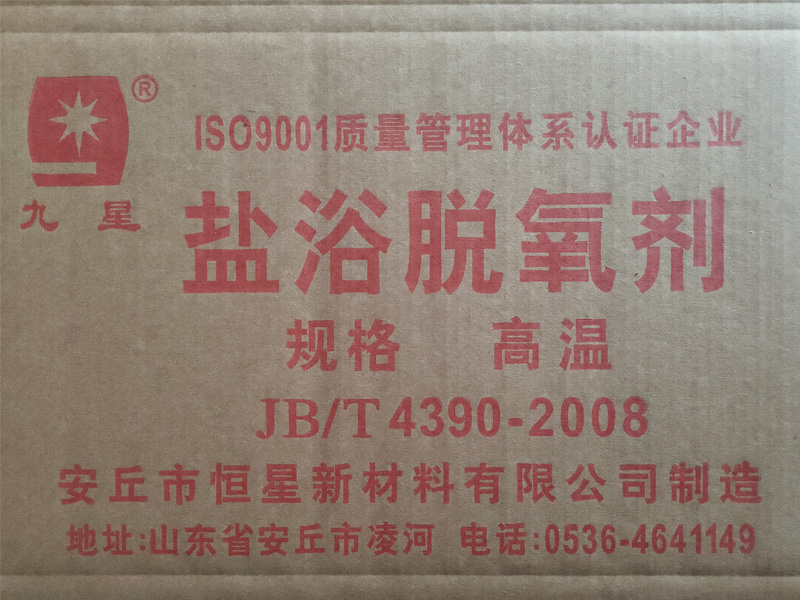 ®
九星
ISO9001质量管理体系认证企业
盐浴脱氧剂
规格 高温
JB/T4390-2008
安丘市恒星新材料有限公司制造
地址:山东省安丘市凌河 电话:0536-4641149